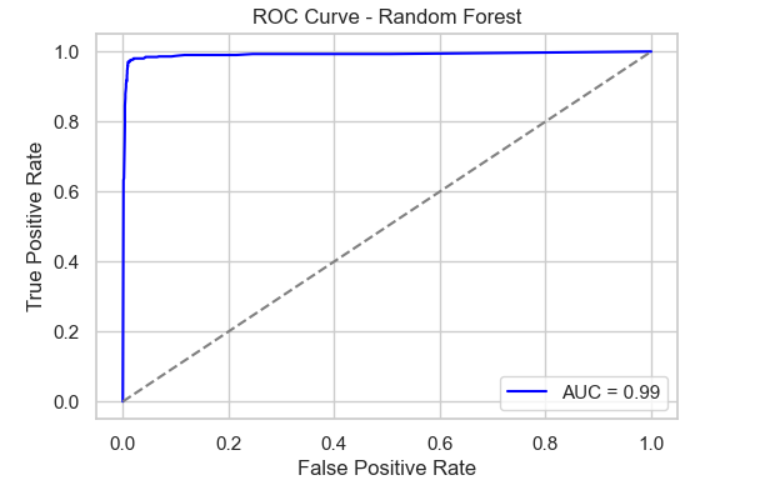 ROC Curve - Random Forest
True Positive Rate
1.0
0.8
0.6
0.4
0.2
0.0
AUC = 0.99
0.0 0.2 0.4 0.6 0.8 1.0
False Positive Rate